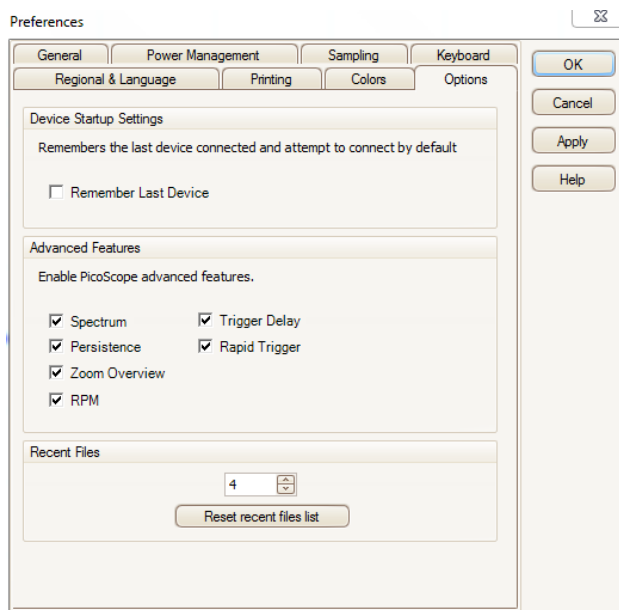 Preferences
General Power Management Sampling Keyboard
Regional & Language Printing Colors Options
OK
Cancel
Apply
Help
Device Startup Settings
Remembers the last device connected and attempt to connect by default
Remember Last Device
Advanced Features
Enable PicoScope advanced features.
Spectrum Trigger Delay
Persistence Rapid Trigger
Zoom Overview
RPM
Recent Files
4
Reset recent files list